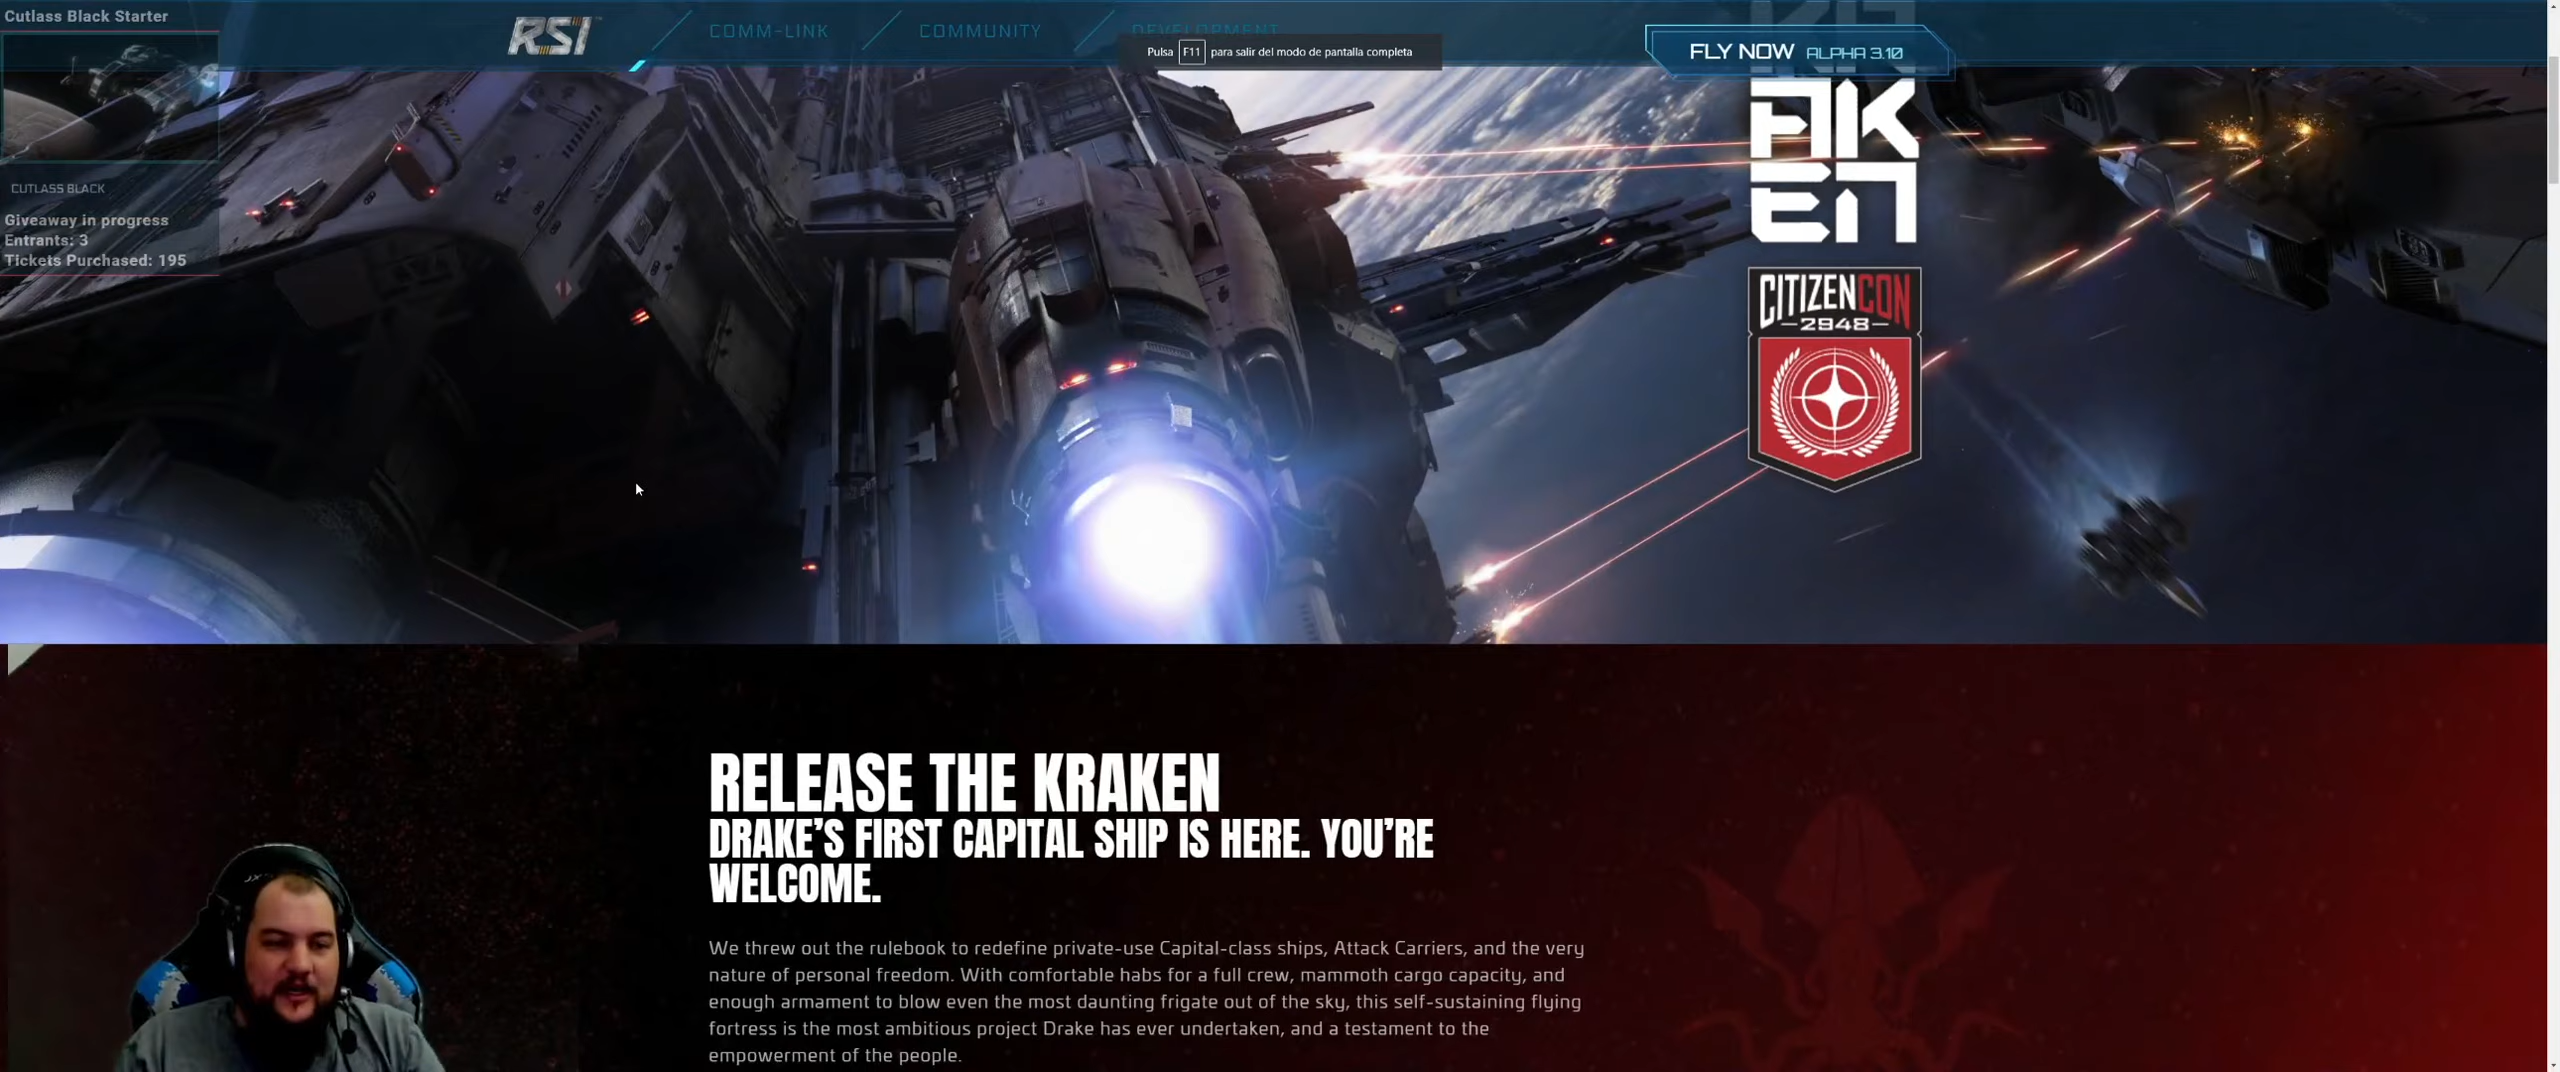 Cutlass Black Starter
RSI
COMM-LINK
COMMUNITY
DEVELOPMENT
Pulsa F11 para salir del modo de pantalla completa
FLY NOW ALPHA 3.10
KR
AK
En
CITIZENCON
—2948—
CUTLASS BLACK
Giveaway in progress
Entrants: 3
Tickets Purchased: 195
RELEASE THE KRAKEN
DRAKE’S FIRST CAPITAL SHIP IS HERE. YOU’RE
WELCOME.
We threw out the rulebook to redefine private-use Capital-class ships, Attack Carriers, and the very
nature of personal freedom. With comfortable habs for a full crew, mammoth cargo capacity, and
enough armament to blow even the most daunting frigate out of the sky, this self-sustaining flying
fortress is the most ambitious project Drake has ever undertaken, and a testament to the
empowerment of the people.